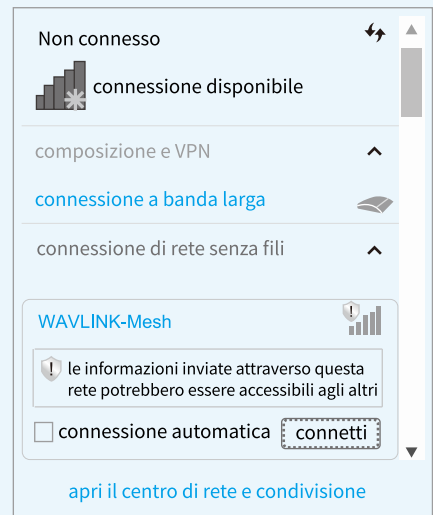 Non connesso
connessione disponibile
composizione e VPN
connessione a banda larga
connessione di rete senza fili
WAVLINK-Mesh
le informazioni inviate attraverso questa
rete potrebbero essere accessibili agli altri
connessione automatica connetti
apri il centro di rete e condivisione